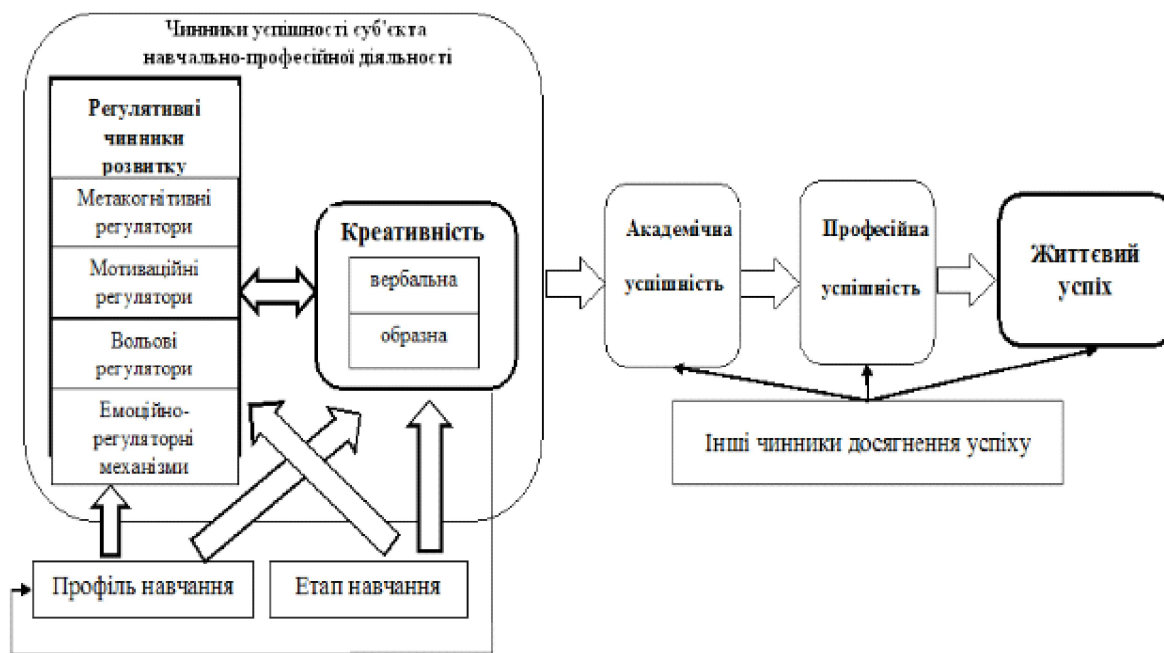 Чинники успішності суб'єкта
навчально-професійної діяльності
Регулятивні
чинники
розвитку
Метакогнітивні
регулятори
Мотиваційні
регулятори
Вольові
регулятори
Емоційно-
регуляторні
механізми
Креативність
вербальна
образна
Академічна
успішність
Професійна
успішність
Життєвий
успіх
Інші чинники досягнення успіху
Профіль навчання
Етап навчання